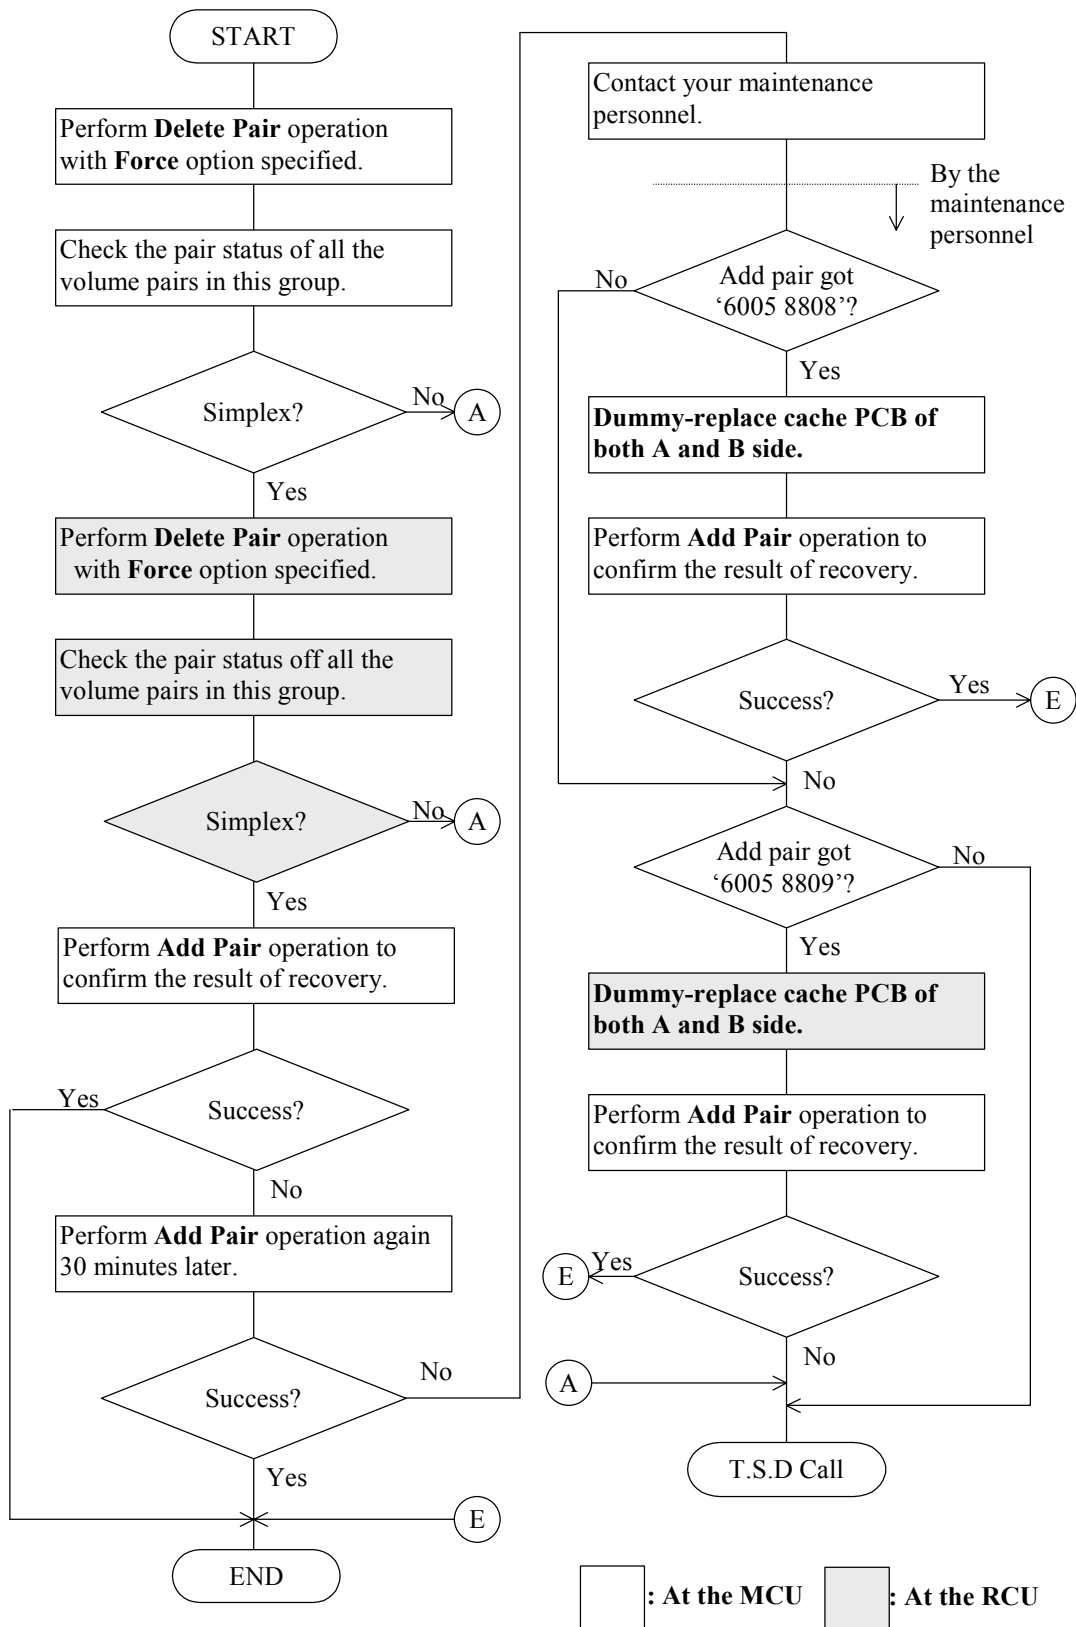 START
Perform Delete Pair operation
with Force option specified.
Check the pair status of all the
volume pairs in this group.
Simplex?
No
A
Yes
Perform Delete Pair operation
with Force option specified.
Check the pair status off all the
volume pairs in this group.
Simplex?
No
A
Yes
Perform Add Pair operation to
confirm the result of recovery.
Yes
Success?
No
Perform Add Pair operation again
30 minutes later.
Success?
No
Yes
E
END
Contact your maintenance
personnel.
By the
maintenance
personnel
No
Add pair got
‘6005 8808’?
Yes
Dummy-replace cache PCB of
both A and B side.
Perform Add Pair operation to
confirm the result of recovery.
Success?
Yes
E
No
Add pair got
‘6005 8809’?
No
Yes
Dummy-replace cache PCB of
both A and B side.
Perform Add Pair operation to
confirm the result of recovery.
E
Yes
Success?
No
A
T.S.D Call
: At the MCU
: At the RCU